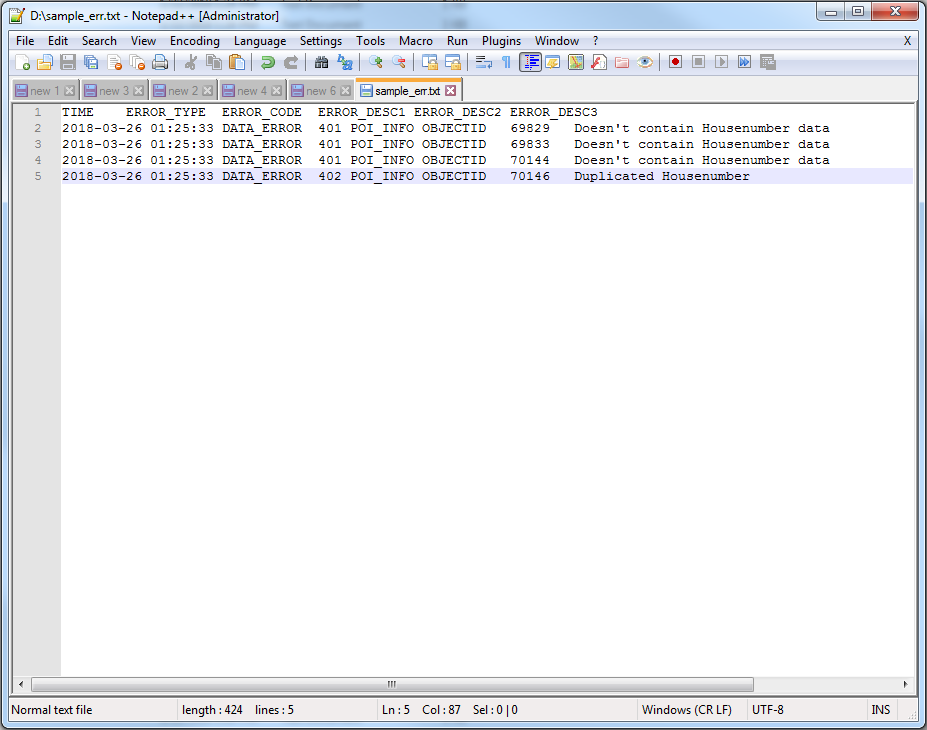 D:\sample_err.txt - Notepad++ [Administrator]
File Edit Search View Encoding Language Settings Tools Macro Run Plugins Window ? X
new 1 new 3 new 2 new 4 new 6 sample_err.txt
1 TIME ERROR_TYPE ERROR_CODE ERROR_DESC1 ERROR_DESC2 ERROR_DESC3
2 2018-03-26 01:25:33 DATA_ERROR 401 POI_INFO OBJECTID 69829 Doesn't contain Housenumber data
3 2018-03-26 01:25:33 DATA_ERROR 401 POI_INFO OBJECTID 69833 Doesn't contain Housenumber data
4 2018-03-26 01:25:33 DATA_ERROR 401 POI_INFO OBJECTID 70144 Doesn't contain Housenumber data
5 2018-03-26 01:25:33 DATA_ERROR 402 POI_INFO OBJECTID 70146 Duplicated Housenumber
Normal text file length : 424 lines : 5 Ln : 5 Col : 87 Sel : 0 | 0 Windows (CR LF) UTF-8 INS